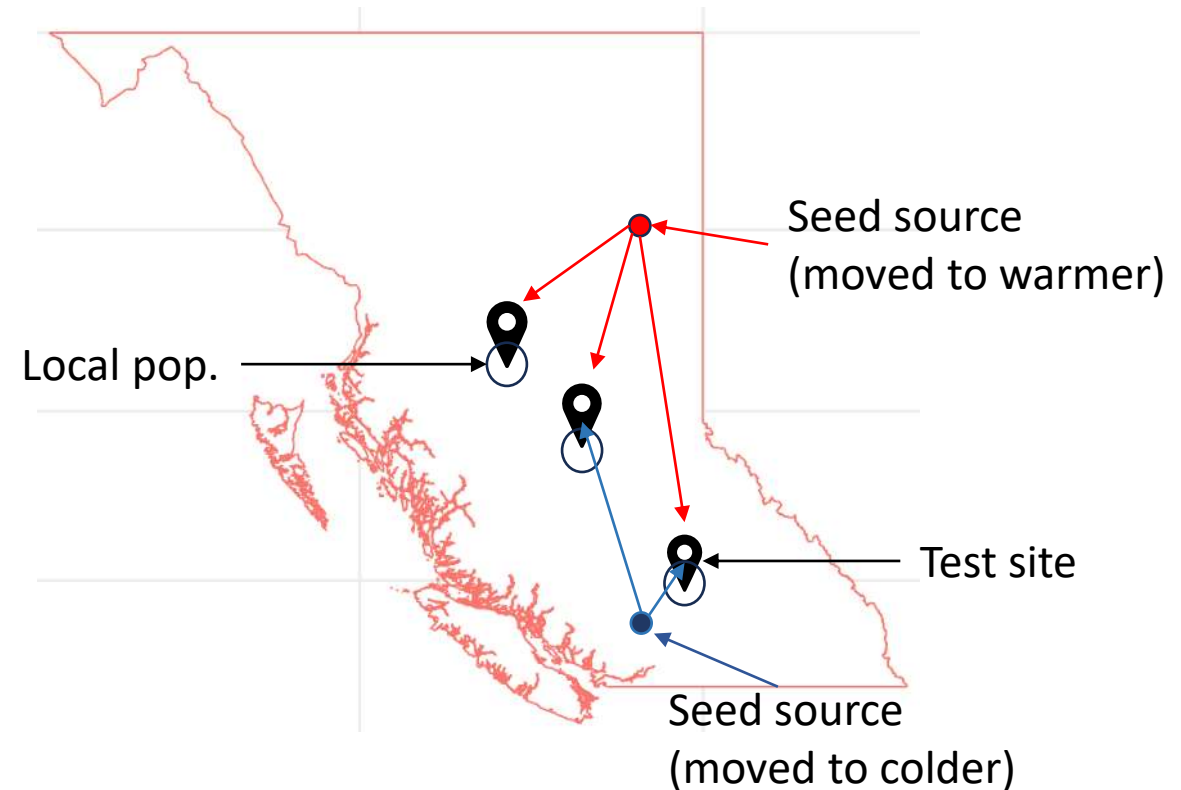 Seed source
(moved to warmer)
Local pop.
Test site
Seed source
(moved to colder)